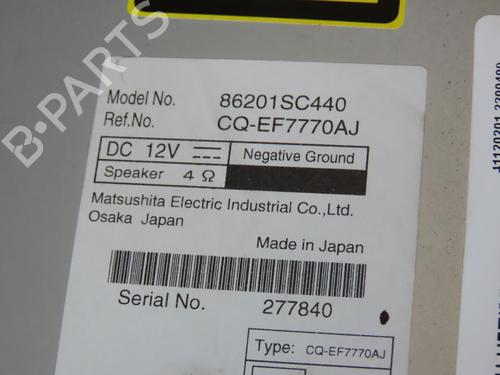 Model No. 86201SC440
Ref.No. CQ-EF7770AJ
DC 12V Negative Ground
Speaker 4 Ω
Matsushita Electric Industrial Co.,Ltd.
Osaka Japan
Made in Japan
Serial No. 277840
Type: CQ-EF7770AJ
B-PARTS